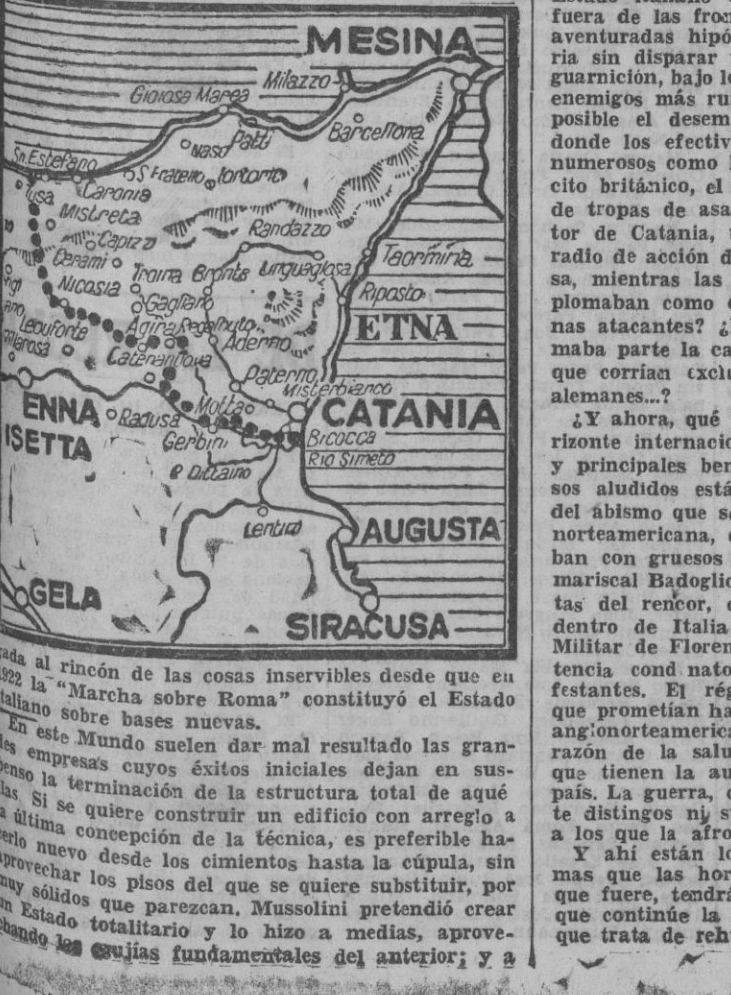 MESINA
Milazzo
Gioiosa Marea
Barcellona
Patti
Naso
Sn. Estefano
S Fratello
Tortorici
Caronia
Tusa
Mistreta
Randazzo
Capizzi
Cerami
Troina
Bronte
Linguaglosa
Taormina
Nicosia
Gagliano
Riposto
Leouforte
Agira
Regalbuto
ETNA
Aderno
Catenanuova
Paterno
Misterbianco
ENNA
Radusa
Motta
CATANIA
ISETTA
Gerbini
Bicocca
Rio Simeto
Dittaino
Lentini
AUGUSTA
GELA
SIRACUSA
al rincón de las cosas inservibles desde que en
1922 la "Marcha sobre Roma" constituyó el Estado
italiano sobre bases nuevas.
En este Mundo suelen dar mal resultado las gran-
des empresas cuyos éxitos iniciales dejan en sus-
penso la terminación de la estructura total de aqué
llas. Si se quiere construir un edificio con arreglo a
última concepción de la técnica, es preferible ha-
cerlo nuevo desde los cimientos hasta la cúpula, sin
aprovechar los pisos del que se quiere substituir, por
muy sólidos que parezcan. Mussolini pretendió crear
un Estado totalitario y lo hizo a medias, aprove-
chando las crujías fundamentales del anterior; y a
fuera de las fron
aventuradas hipó
ria sin disparar
guarnición, bajo l
enemigos más ru
posible el desem
donde los efectiv
numerosos como
cito británico, el
de tropas de asa
tor de Catania,
radio de acción d
sa, mientras las
plomaban como
nas atacantes? ¿
maba parte la ca
que corrían exclu
alemanes...?
¿Y ahora, qué
rizonte internacio
y principales ben
sos aludidos está
del abismo que s
norteamericana,
ban con gruesos
mariscal Badoglio
tas del rencor,
dentro de Italia
Militar de Floren
tencia cond nato
festantes. El rég
que prometían ha
anglonorteamerica
razón de la salu
que tienen la au
país. La guerra,
te distingos ni s
a los que la afro
Y ahí están lo
mas que las hor
que fuere, tendrá
que continúe la
que trata de reh